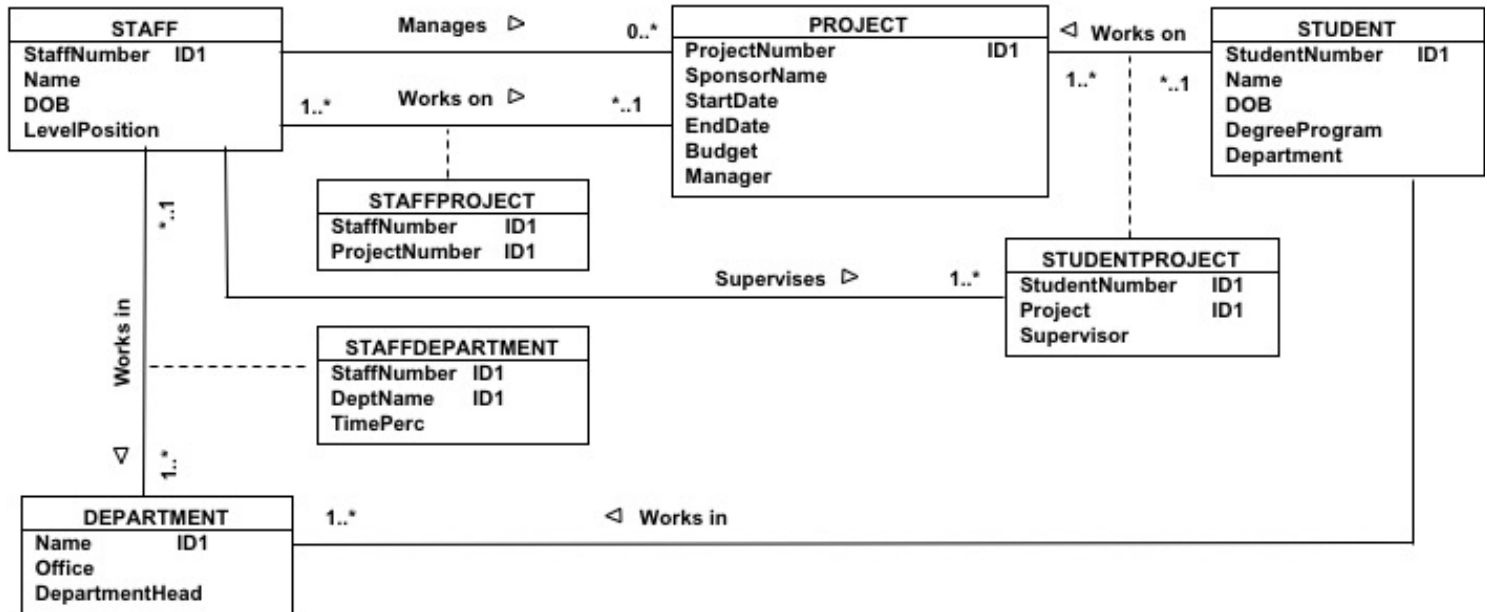 STAFF
StaffNumber ID1
Name
DOB
LevelPosition
Manages
0..*
PROJECT
ProjectNumber ID1
SponsorName
StartDate
EndDate
Budget
Manager
Works on
1..*
*..1
STUDENT
StudentNumber ID1
Name
DOB
DegreeProgram
Department
1..*
Works on
*..1
STAFFPROJECT
StaffNumber ID1
ProjectNumber ID1
*..1
Works in
1..*
Supervises
1..*
STUDENTPROJECT
StudentNumber ID1
Project ID1
Supervisor
STAFFDEPARTMENT
StaffNumber ID1
DeptName ID1
TimePerc
DEPARTMENT
Name ID1
Office
DepartmentHead
1..*
Works in